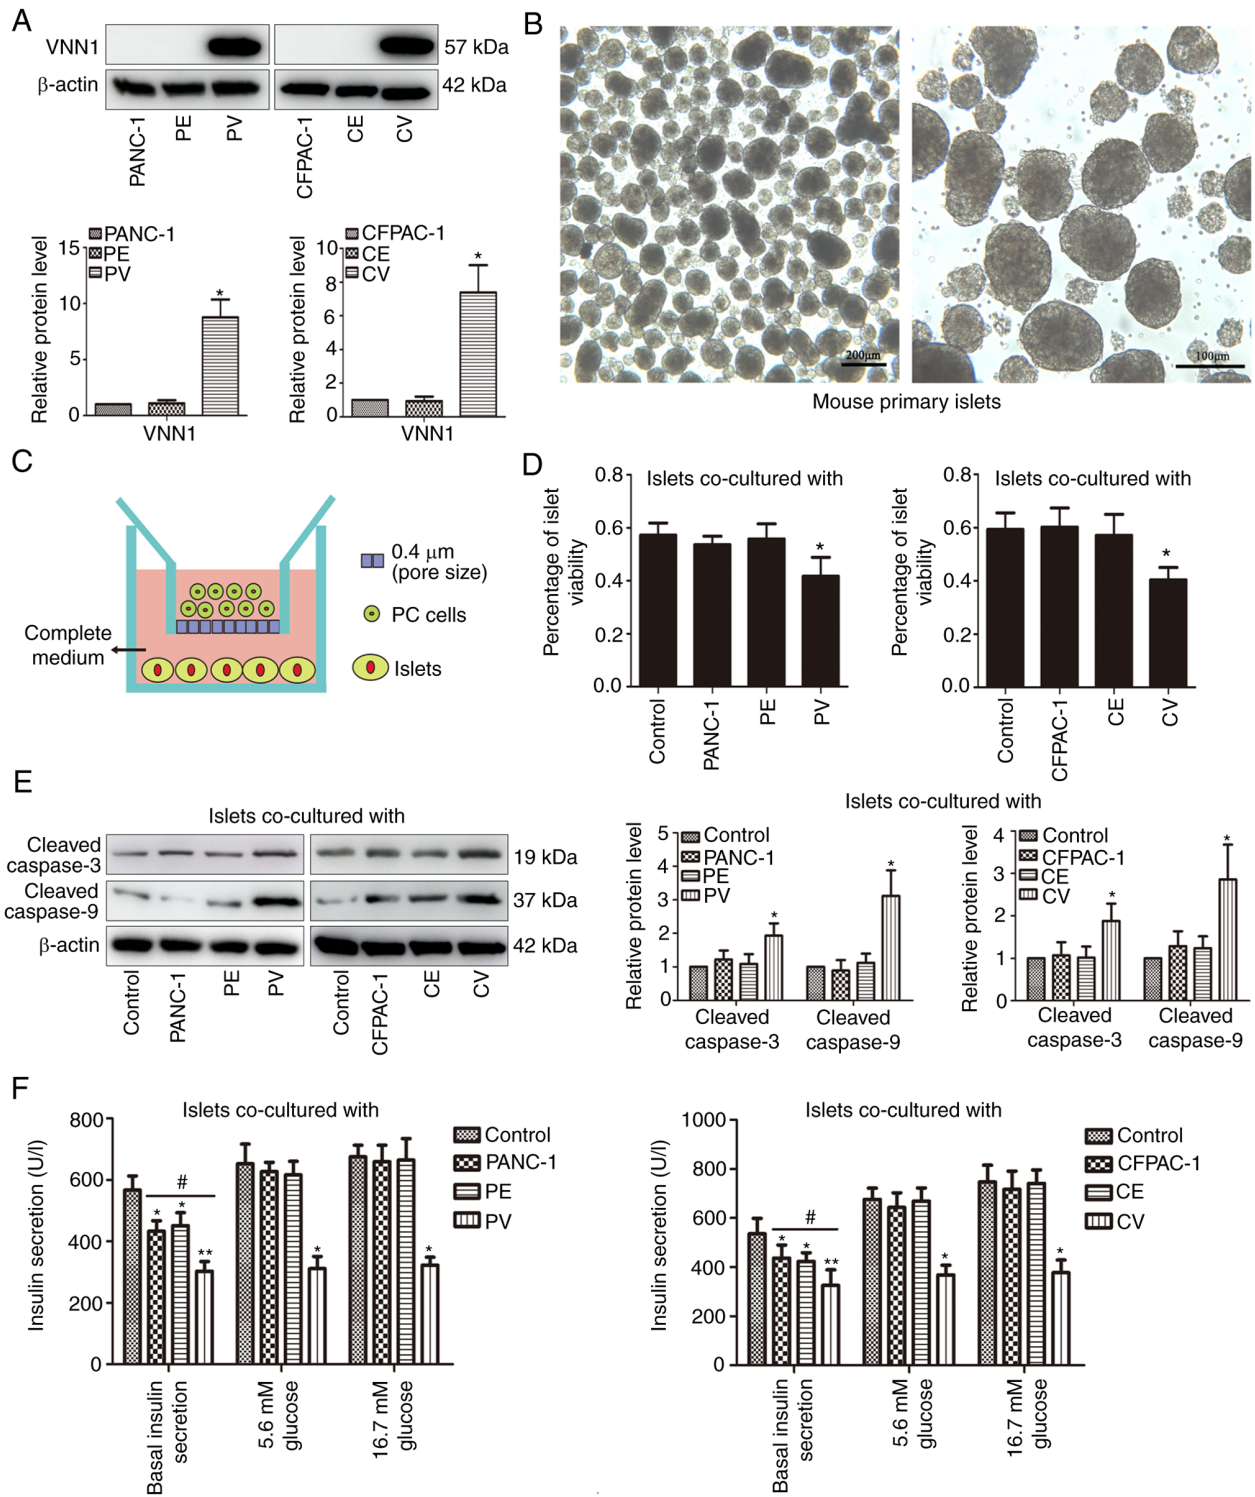 A
VNN1
57 kDa
β-actin
42 kDa
PANC-1
PE
PV
CFPAC-1
CE
CV
Relative protein level
15
10
5
0
PANC-1
PE
PV
*
VNN1
Relative protein level
10
8
6
4
2
0
CFPAC-1
CE
CV
*
VNN1
B
200μm
100μm
Mouse primary islets
C
Complete
medium
0.4 μm
(pore size)
PC cells
Islets
D
Islets co-cultured with
Percentage of islet
viability
0.8
0.6
0.4
0.2
0.0
*
Control
PANC-1
PE
PV
Islets co-cultured with
Percentage of islet
viability
0.8
0.6
0.4
0.2
0.0
*
Control
CFPAC-1
CE
CV
E
Islets co-cultured with
Cleaved
caspase-3
19 kDa
Cleaved
caspase-9
37 kDa
β-actin
42 kDa
Control
PANC-1
PE
PV
Control
CFPAC-1
CE
CV
Islets co-cultured with
Relative protein level
5
4
3
2
1
0
Control
PANC-1
PE
PV
*
*
Cleaved
caspase-3
Cleaved
caspase-9
Relative protein level
4
3
2
1
0
Control
CFPAC-1
CE
CV
*
*
Cleaved
caspase-3
Cleaved
caspase-9
F
Islets co-cultured with
Insulin secretion (U/l)
800
600
400
200
0
#
*
*
**
*
*
Control
PANC-1
PE
PV
Basal insulin
secretion
5.6 mM
glucose
16.7 mM
glucose
Islets co-cultured with
Insulin secretion (U/l)
1000
800
600
400
200
0
#
*
*
**
*
*
Control
CFPAC-1
CE
CV
Basal insulin
secretion
5.6 mM
glucose
16.7 mM
glucose